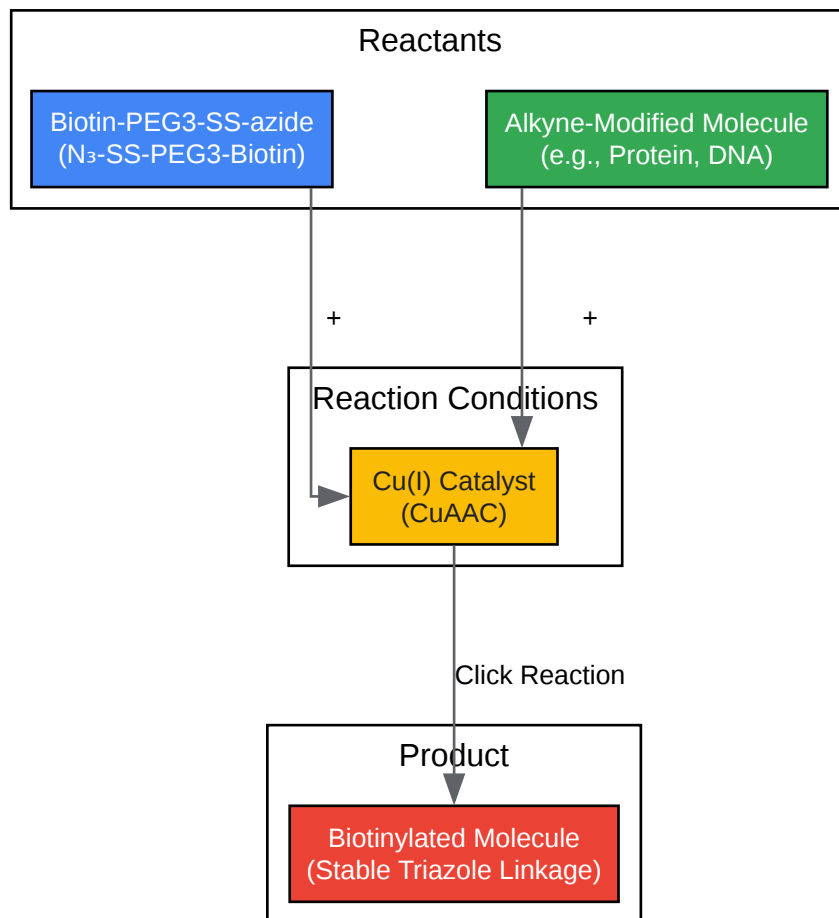 Reactants
Biotin-PEG3-SS-azide
(N₃-SS-PEG3-Biotin)
Alkyne-Modified Molecule
(e.g., Protein, DNA)
+
+
Reaction Conditions
Cu(I) Catalyst
(CuAAC)
Click Reaction
Product
Biotinylated Molecule
(Stable Triazole Linkage)